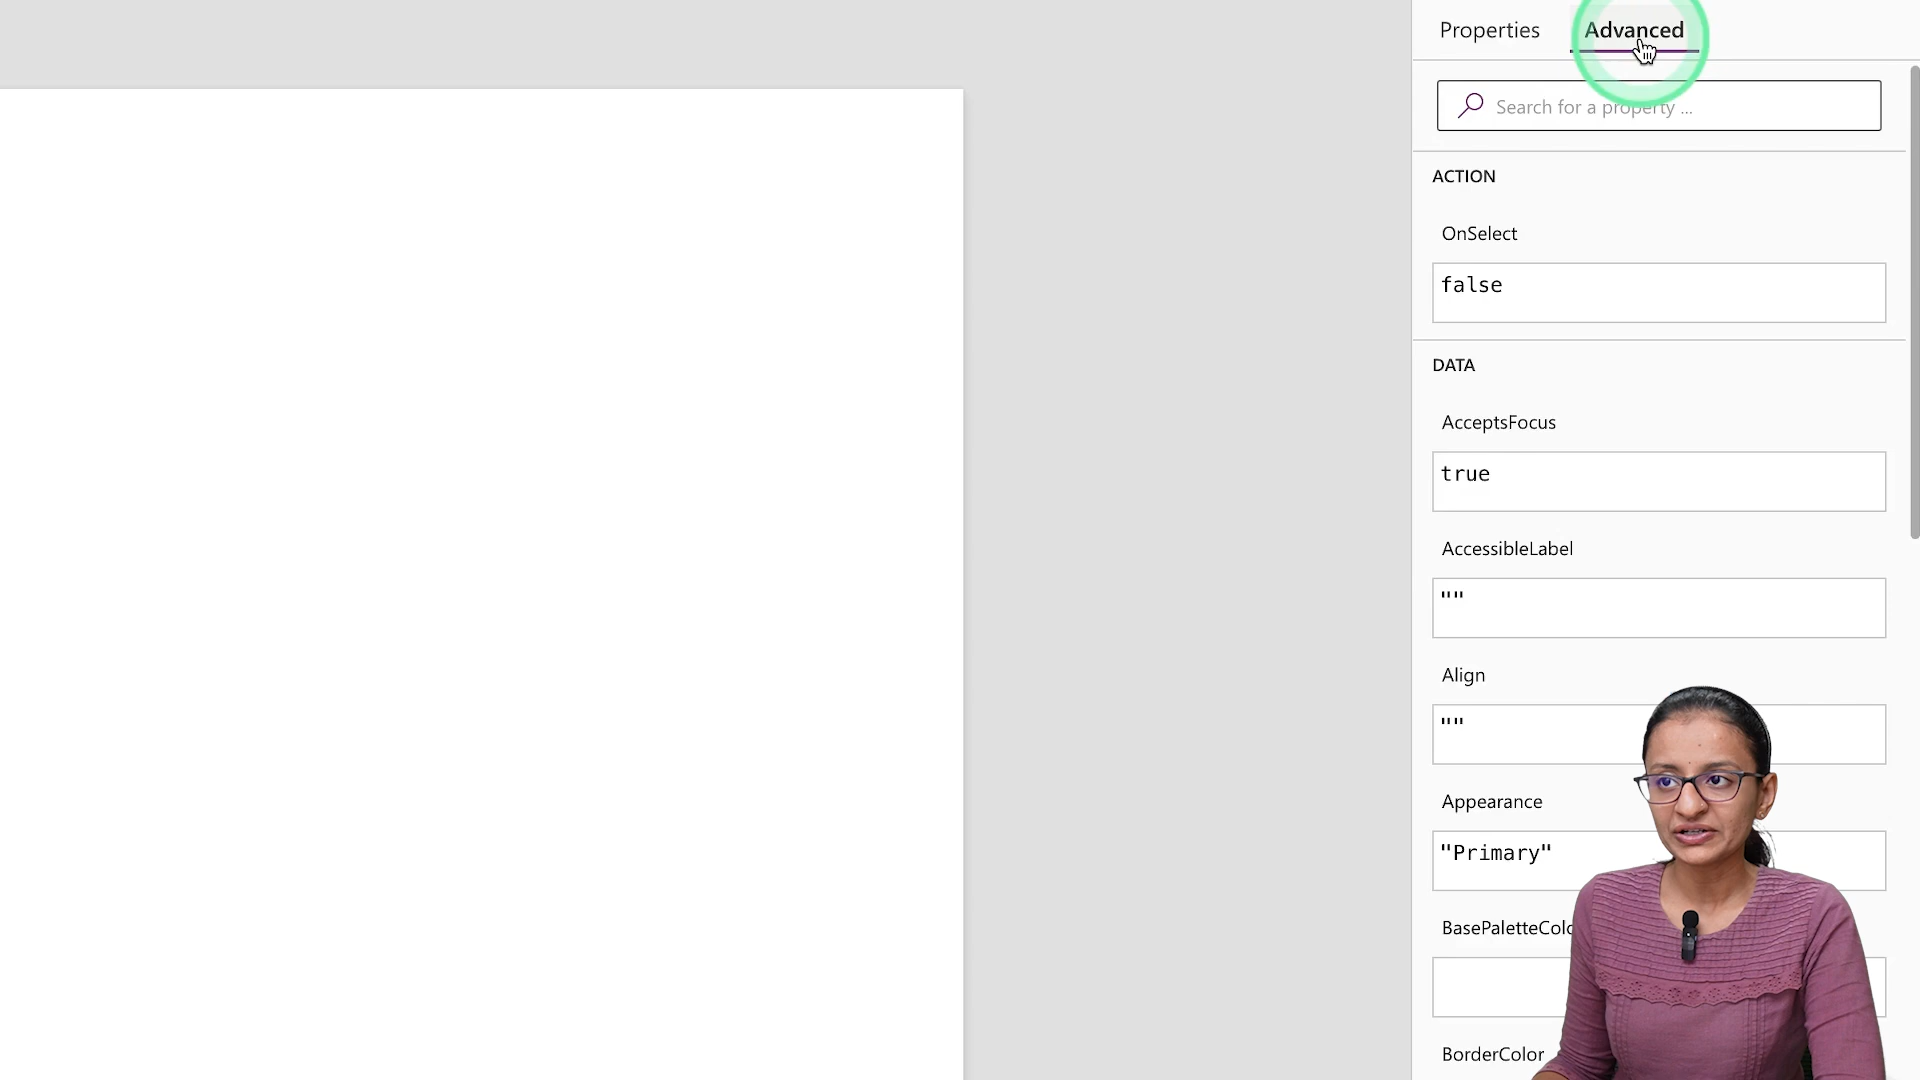 Properties Advanced
Search for a property ...
ACTION
OnSelect
false
DATA
AcceptsFocus
true
AccessibleLabel
""
Align
""
Appearance
"Primary"
BorderColor